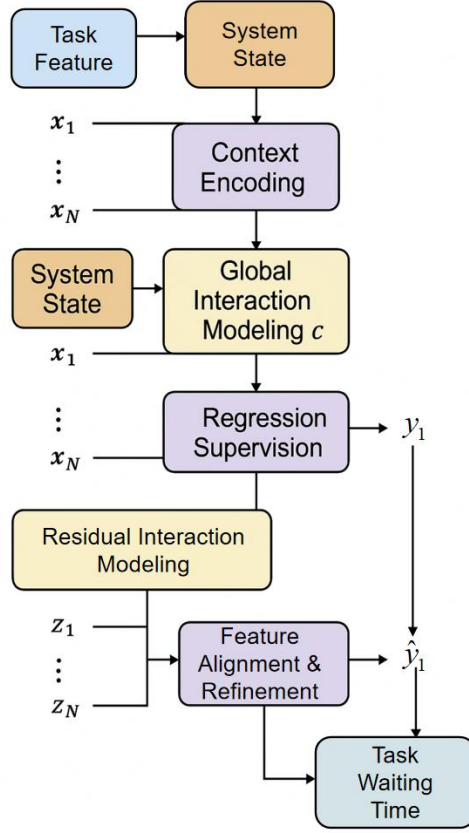 Task
Feature
System
State
x₁
⋮
x_N
Context
Encoding
System
State
Global
Interaction
Modeling c
x₁
⋮
x_N
Regression
Supervision
y₁
Residual Interaction
Modeling
z₁
⋮
z_N
Feature
Alignment &
Refinement
ŷ₁
Task
Waiting
Time